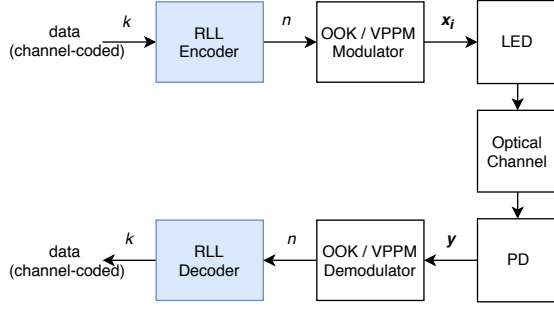 data
(channel-coded)
k
RLL
Encoder
n
OOK / VPPM
Modulator
x_i
LED
Optical
Channel
data
(channel-coded)
k
RLL
Decoder
n
OOK / VPPM
Demodulator
y
PD